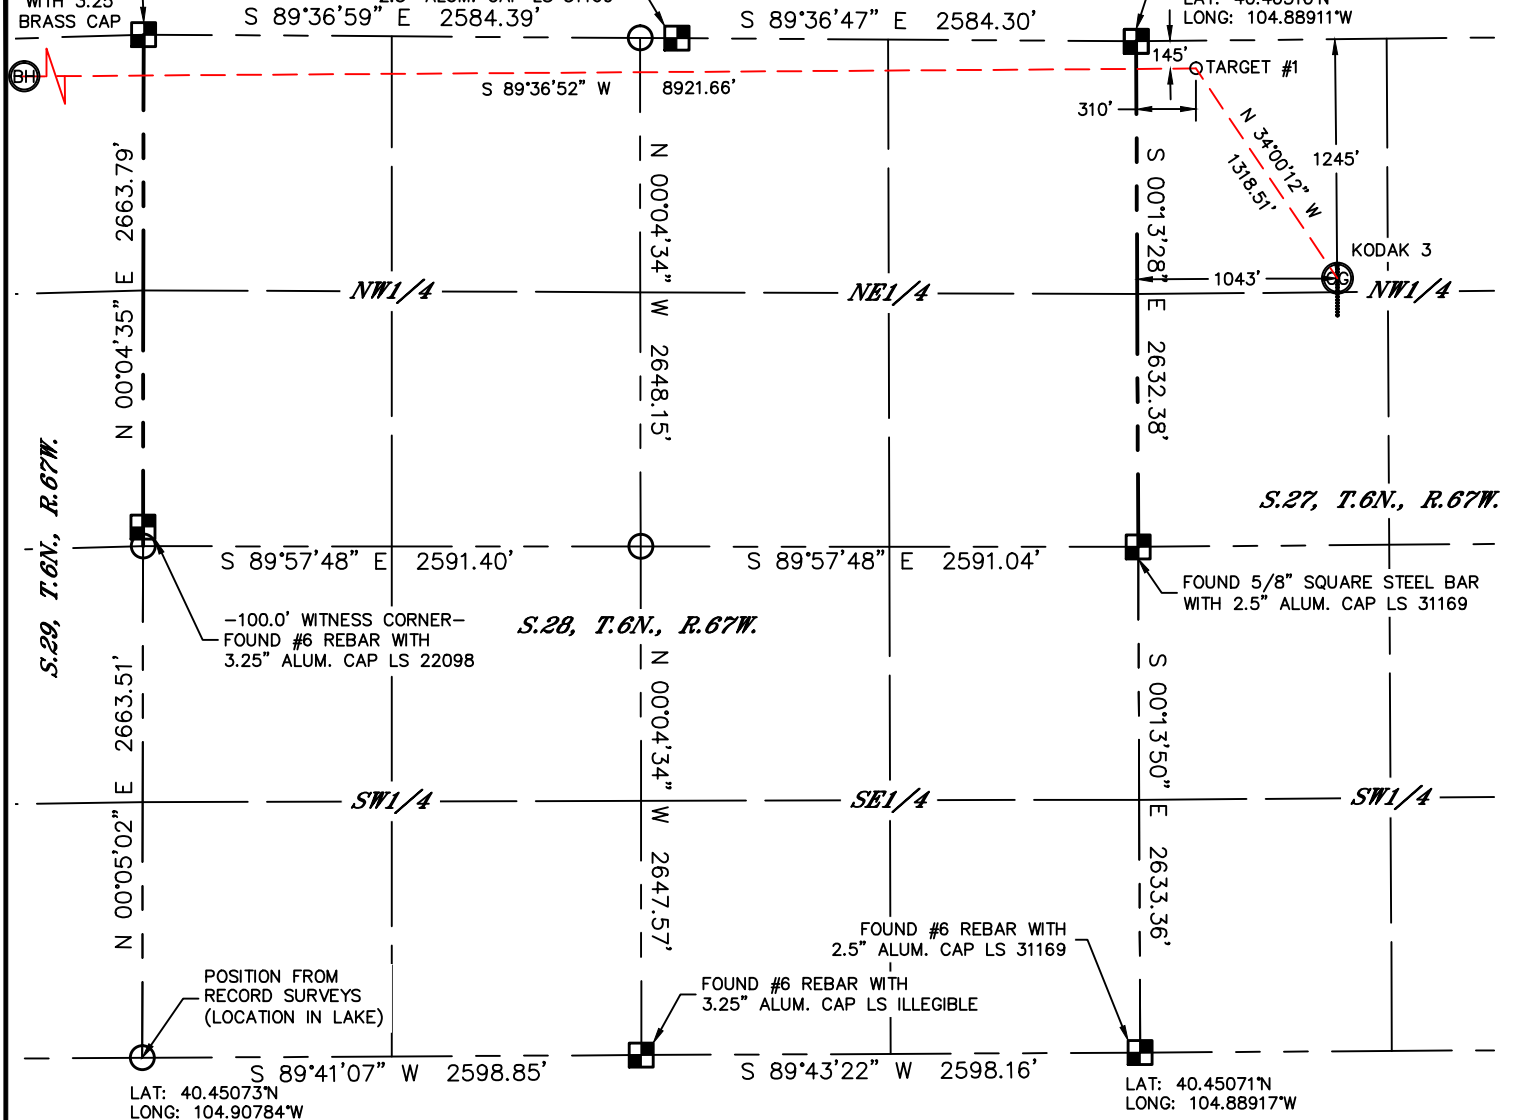 WITH 3.25"
BRASS CAP
S 89°36'59" E 2584.39'
S 89°36'47" E 2584.30'
LONG: 104.88911°W
BH
145'
TARGET #1
S 89°36'52" W 8921.66'
310'
N 34°00'12" W
1318.51'
1245'
N 00°04'35" E 2663.79'
N 00°04'34" W 2648.15'
S 00°13'28" E 2632.38'
KODAK 3
1043'
NW1/4
NE1/4
NW1/4
S.29, T.6N., R.67W.
S.27, T.6N., R.67W.
S 89°57'48" E 2591.40'
S 89°57'48" E 2591.04'
FOUND 5/8" SQUARE STEEL BAR
WITH 2.5" ALUM. CAP LS 31169
-100.0' WITNESS CORNER-
FOUND #6 REBAR WITH
3.25" ALUM. CAP LS 22098
S.28, T.6N., R.67W.
N 00°05'02" E 2663.51'
N 00°04'34" W 2647.57'
S 00°13'50" E 2633.36'
SW1/4
SE1/4
SW1/4
FOUND #6 REBAR WITH
2.5" ALUM. CAP LS 31169
POSITION FROM
RECORD SURVEYS
(LOCATION IN LAKE)
FOUND #6 REBAR WITH
3.25" ALUM. CAP LS ILLEGIBLE
S 89°41'07" W 2598.85'
S 89°43'22" W 2598.16'
LAT: 40.45073°N
LONG: 104.90784°W
LAT: 40.45071°N
LONG: 104.88917°W